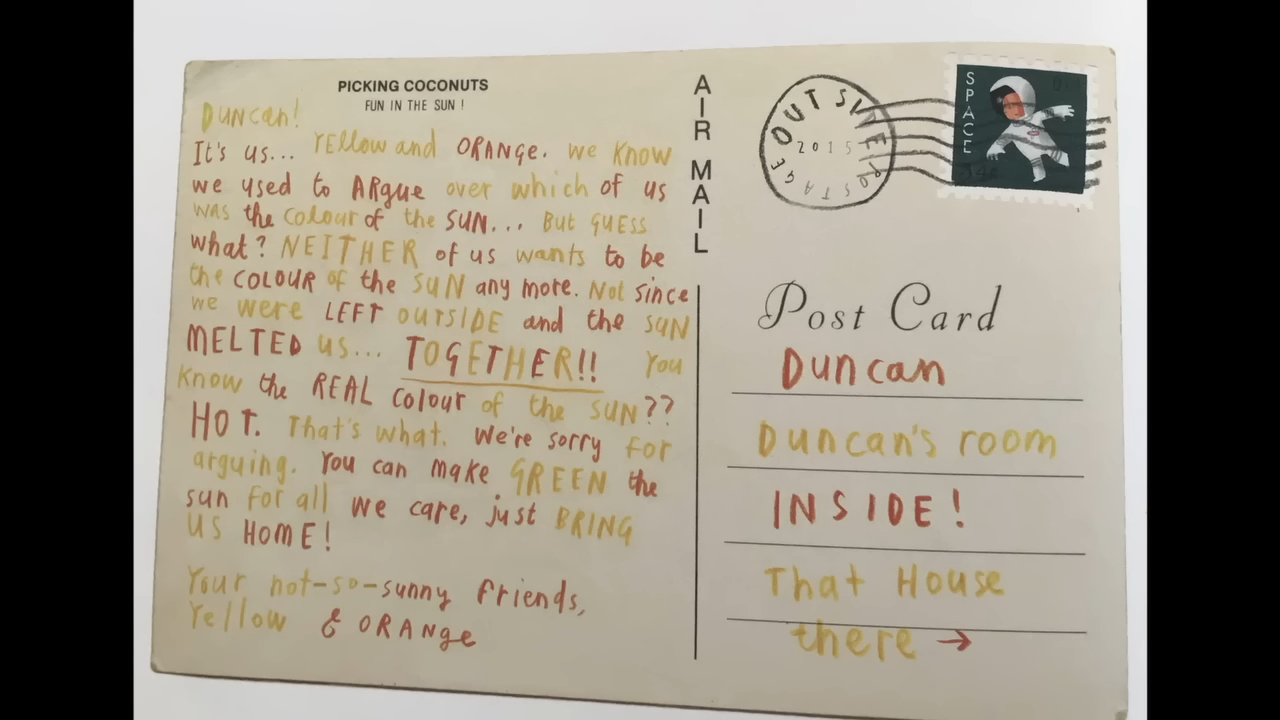 PICKING COCONUTS
FUN IN THE SUN !
Duncan!
It's us... Yellow and ORANGE. we know
we used to ARgue over which of us
was the colour of the SUN... But GUESS
what? NEITHER of us wants to be
the COLOUR of the SUN any more. Not since
we were LEFT OUTSIDE and the SUN
MELTED us... TOGETHER!! You
know the REAL colour of the SUN??
HOT. That's what. We're sorry for
arguing. You can make GREEN the
sun for all we care, just BRING
US HOME!
Your not-so-sunny friends,
Yellow & ORANge
AIR MAIL
OUTSIDE
2015
POSTAGE
SPACE
Post Card
Duncan
Duncan's room
INSIDE!
That House
there →